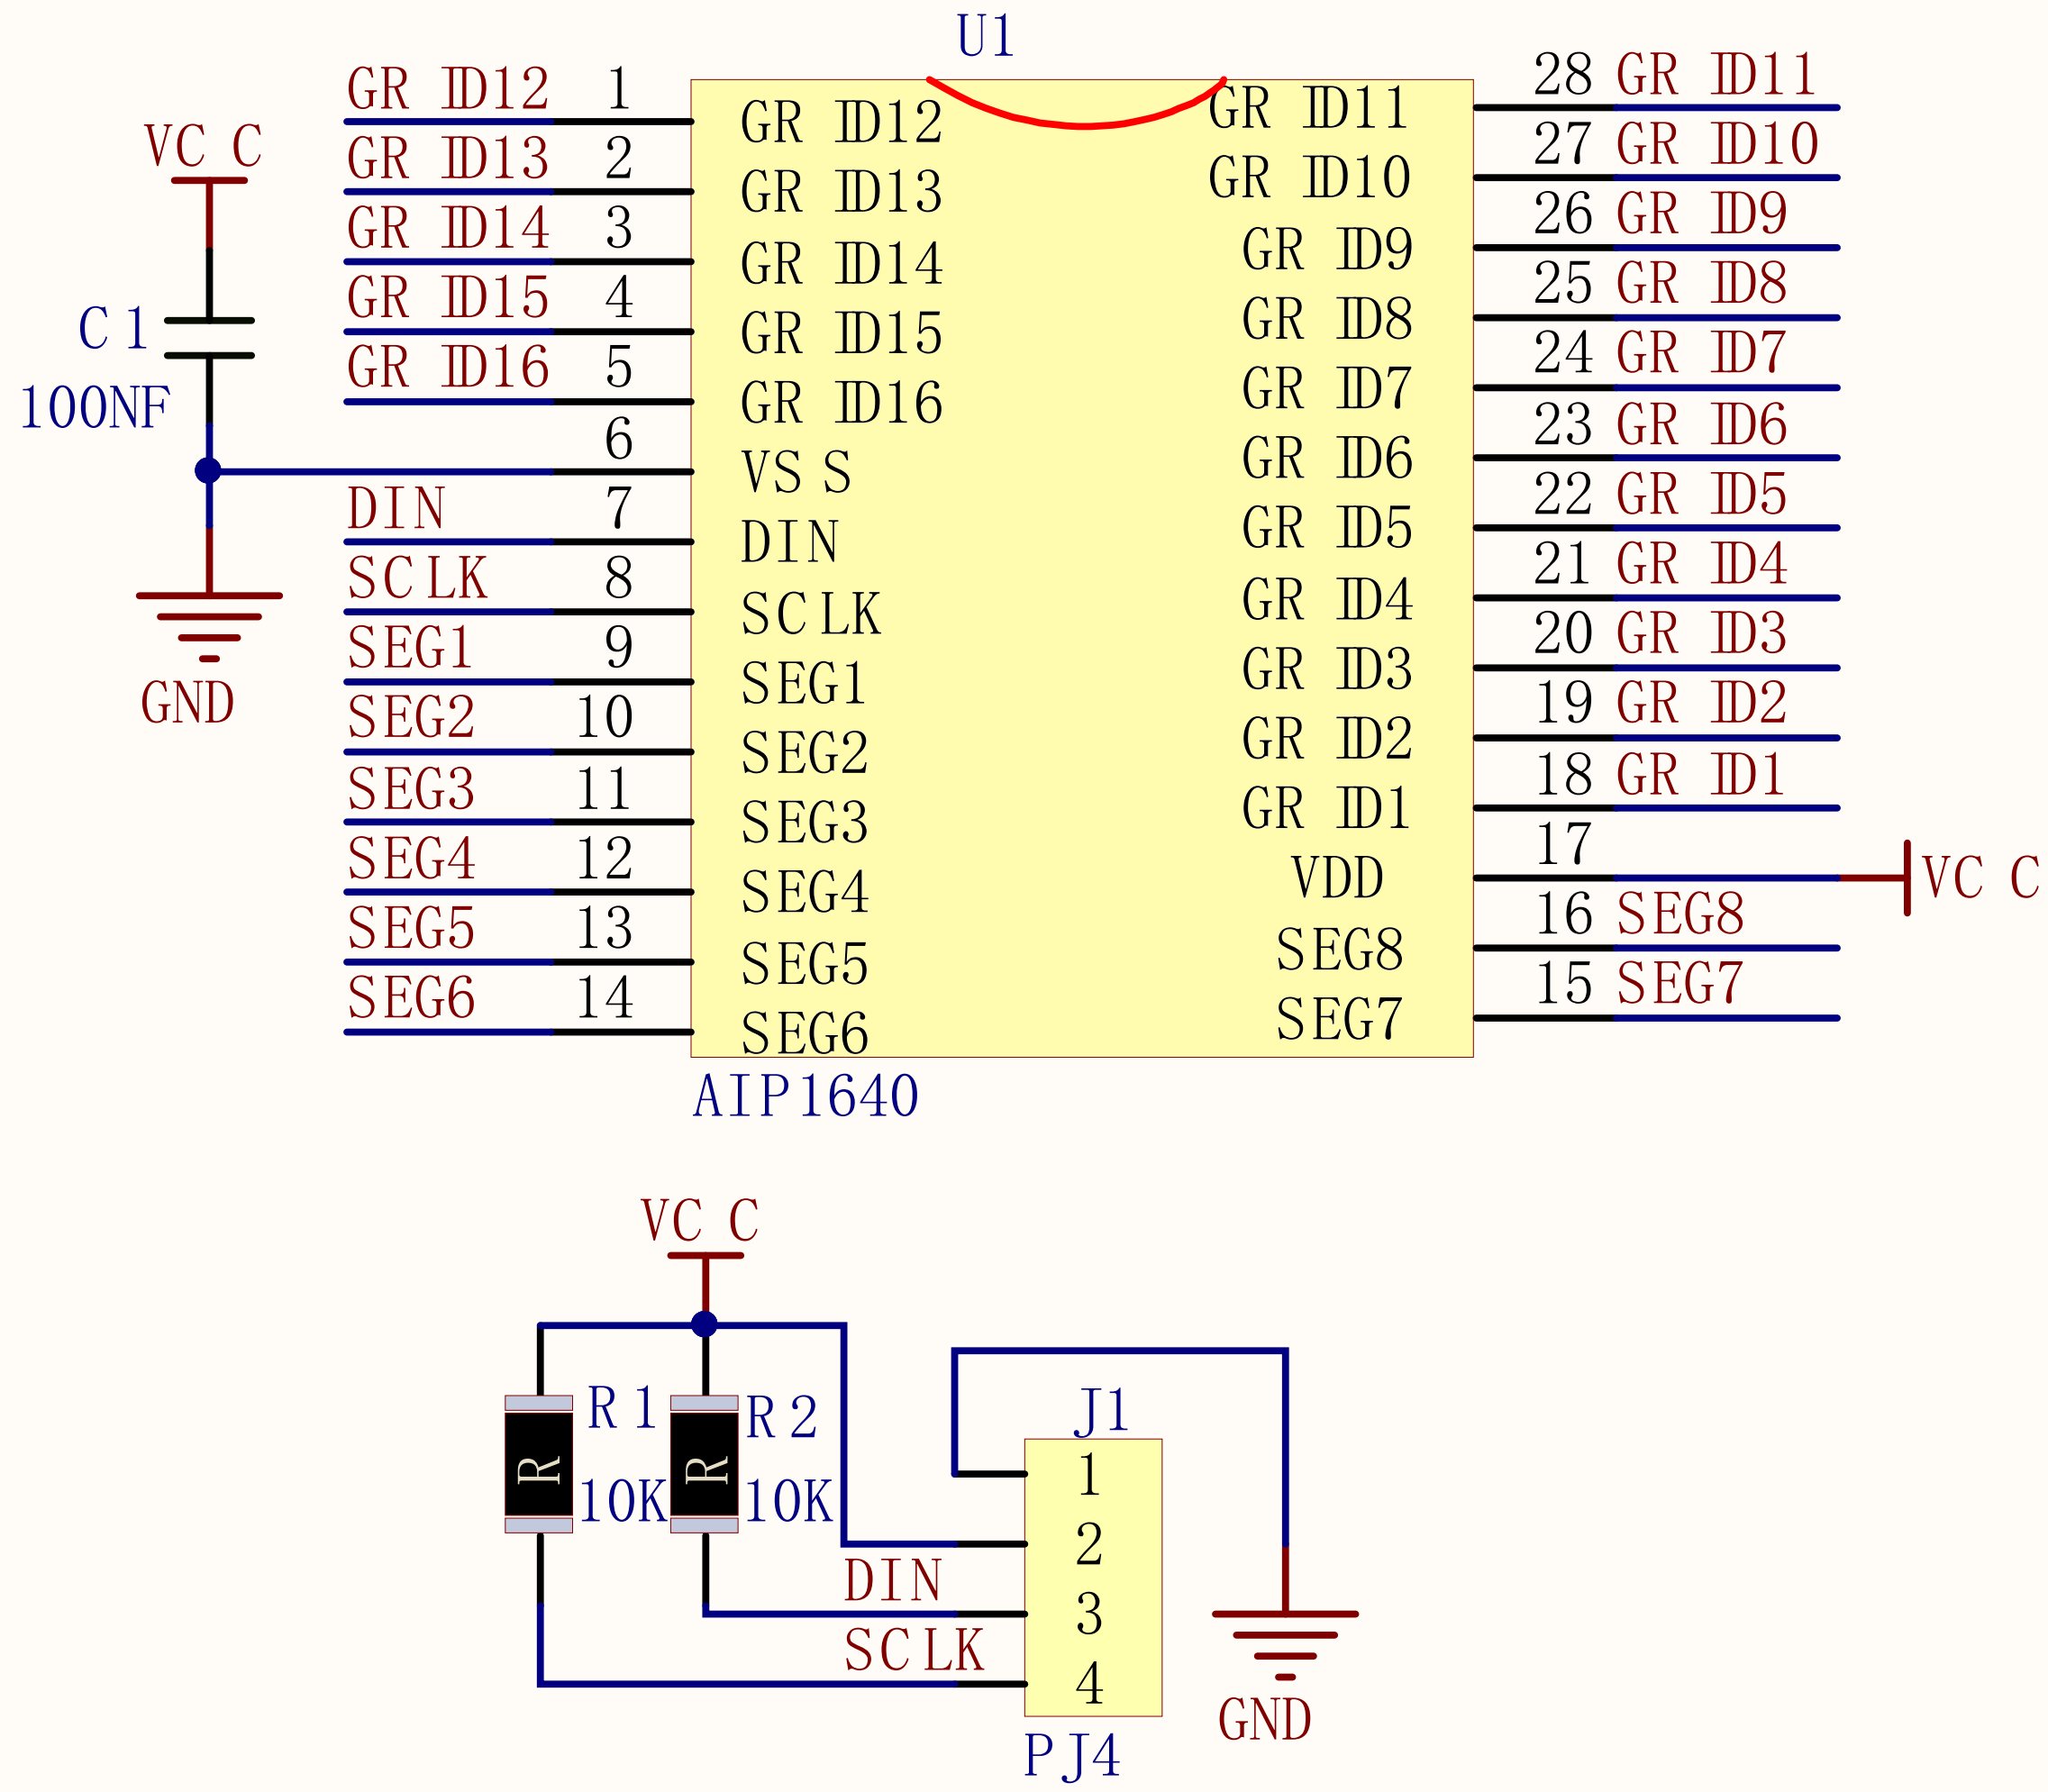 U1
GRID12 1 GRID12 GRID11 28 GRID11
VCC
GRID13 2 GRID13 GRID10 27 GRID10
GRID14 3 GRID14 GRID9 26 GRID9
C1
GRID15 4 GRID15 GRID8 25 GRID8
100NF
GRID16 5 GRID16 GRID7 24 GRID7
6 VSS GRID6 23 GRID6
DIN 7 DIN GRID5 22 GRID5
SCLK 8 SCLK GRID4 21 GRID4
SEG1 9 SEG1 GRID3 20 GRID3
GND
SEG2 10 SEG2 GRID2 19 GRID2
SEG3 11 SEG3 GRID1 18 GRID1
SEG4 12 SEG4 VDD 17 VCC
SEG5 13 SEG5 SEG8 16 SEG8
SEG6 14 SEG6 SEG7 15 SEG7
AIP1640
VCC
R1 R2 J1
R R 1
10K 10K
2
DIN 3
SCLK 4
GND
PJ4